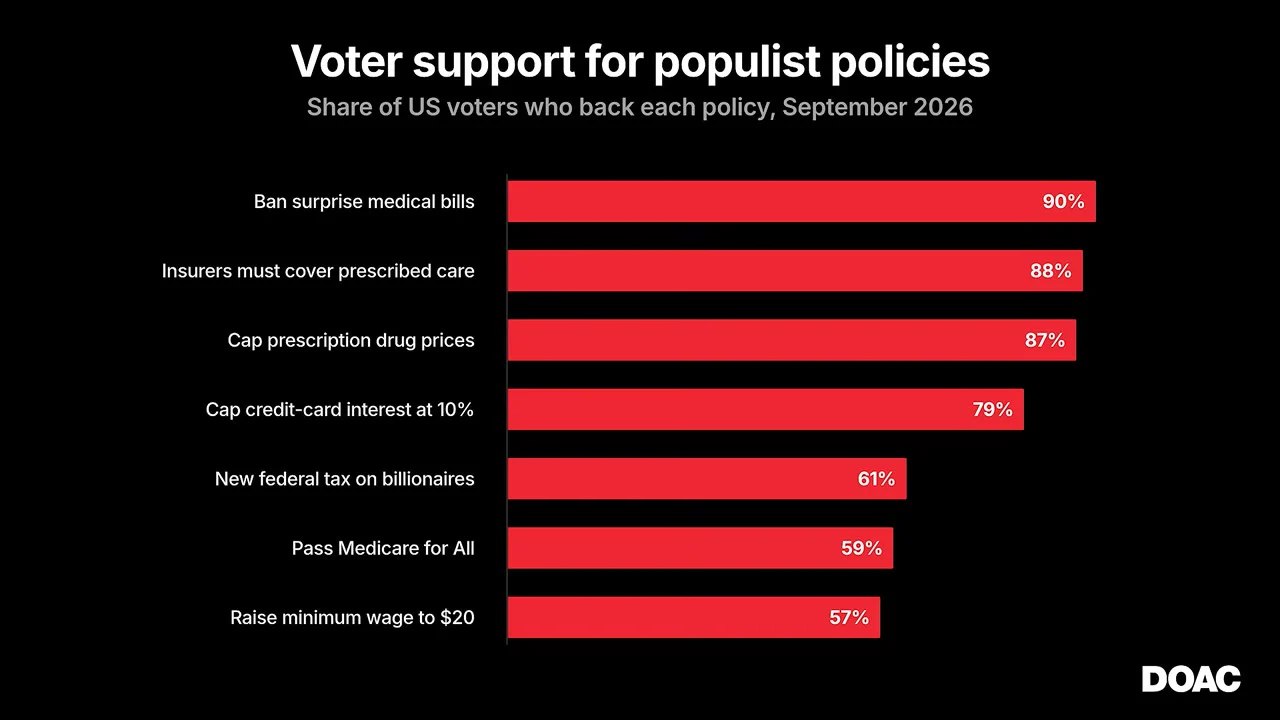 Voter support for populist policies
Share of US voters who back each policy, September 2026
Ban surprise medical bills 90%
Insurers must cover prescribed care 88%
Cap prescription drug prices 87%
Cap credit-card interest at 10% 79%
New federal tax on billionaires 61%
Pass Medicare for All 59%
Raise minimum wage to $20 57%
DOAC